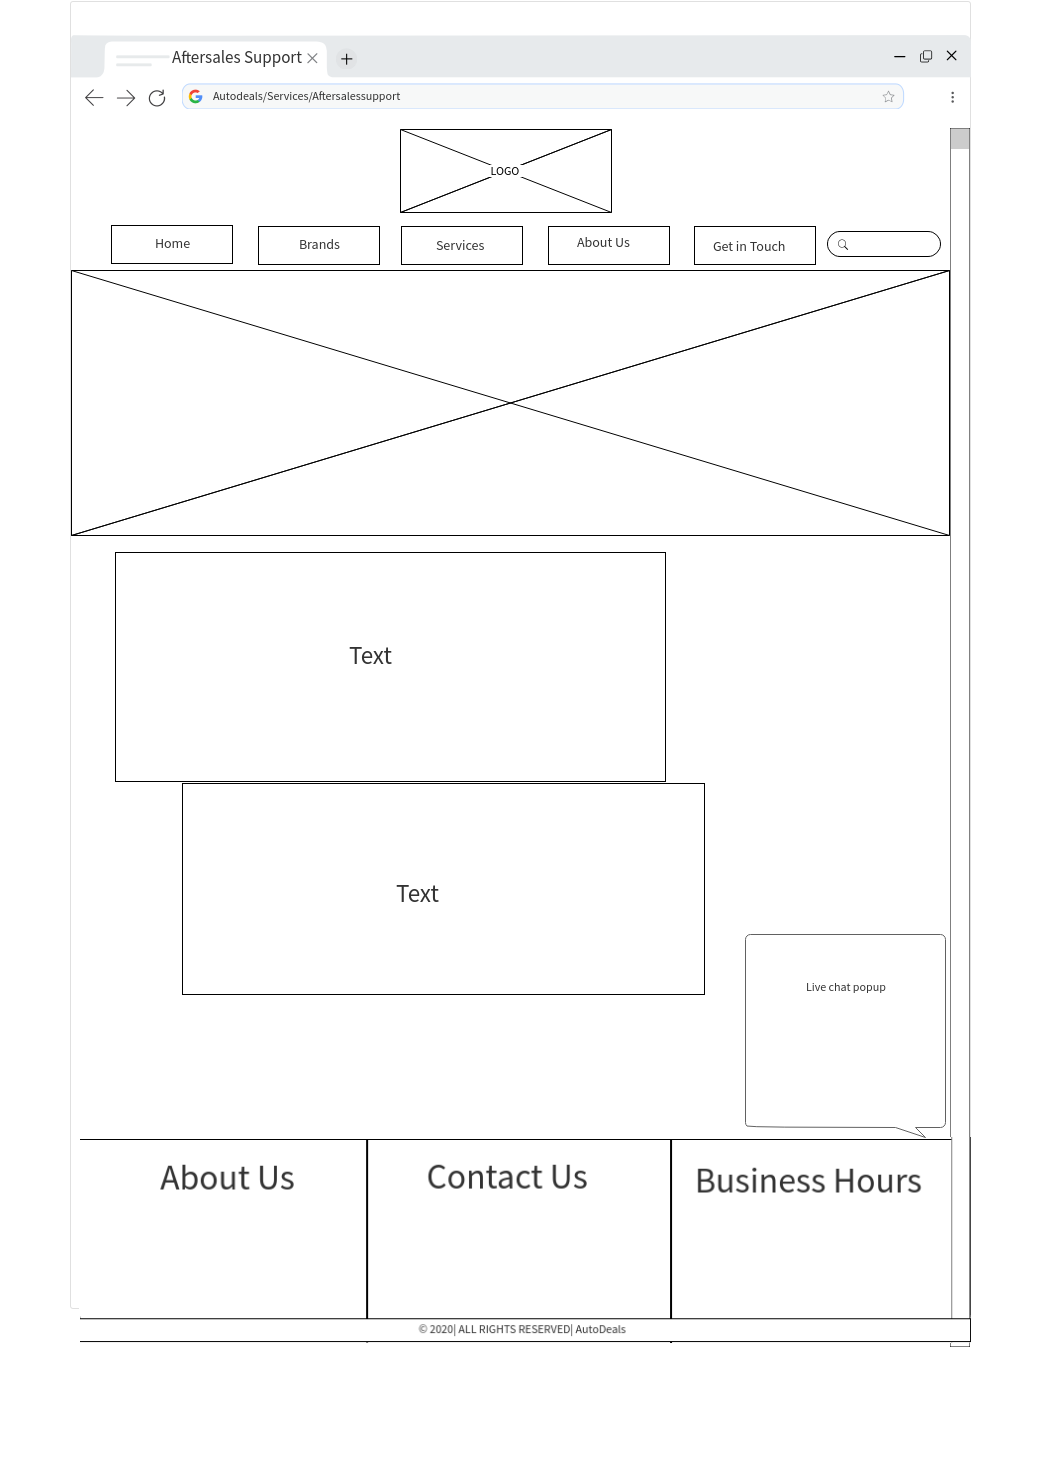 Aftersales Support
Autodeals/Services/Aftersalessupport
LOGO
Home
Brands
Services
About Us
Get in Touch
Text
Text
Live chat popup
About Us
Contact Us
Business Hours
© 2020| ALL RIGHTS RESERVED| AutoDeals